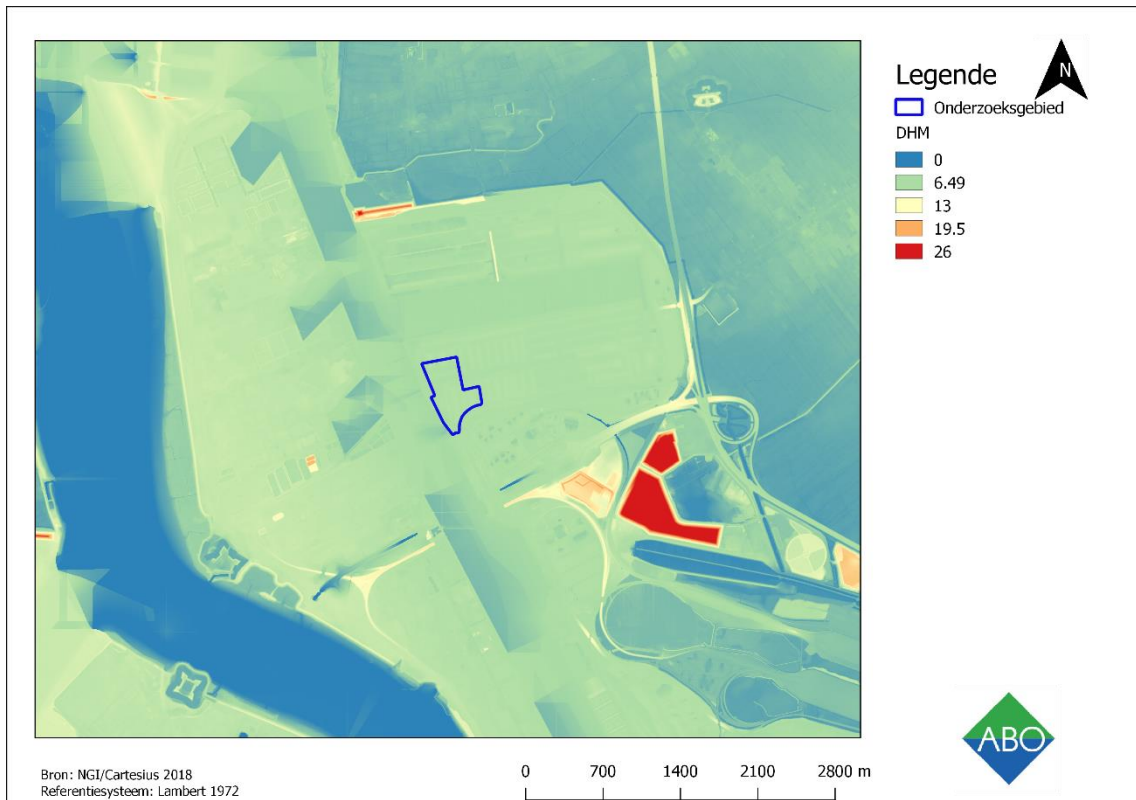 Legende
N
Onderzoeksgebied
DHM
0
6.49
13
19.5
26
ABO
Bron: NGI/Cartesius 2018
Referentiesysteem: Lambert 1972
0 700 1400 2100 2800 m